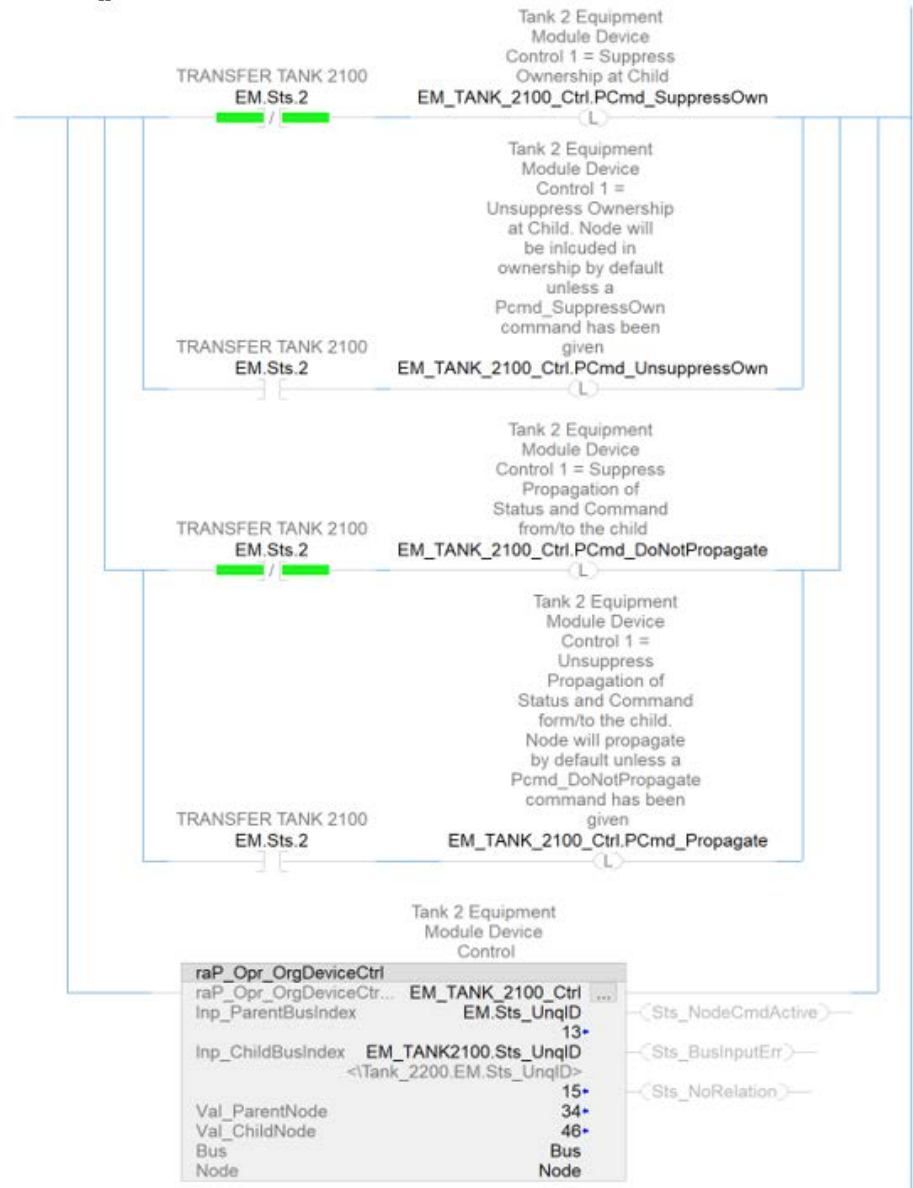 Tank 2 Equipment
Module Device
Control 1 = Suppress
Ownership at Child
TRANSFER TANK 2100
EM.Sts.2
EM_TANK_2100_Ctrl.PCmd_SuppressOwn
/
L
Tank 2 Equipment
Module Device
Control 1 =
Unsuppress Ownership
at Child. Node will
be inlcuded in
ownership by default
unless a
Pcmd_SuppressOwn
command has been
given
TRANSFER TANK 2100
EM.Sts.2
EM_TANK_2100_Ctrl.PCmd_UnsuppressOwn
L
Tank 2 Equipment
Module Device
Control 1 = Suppress
Propagation of
Status and Command
from/to the child
TRANSFER TANK 2100
EM.Sts.2
EM_TANK_2100_Ctrl.PCmd_DoNotPropagate
/
L
Tank 2 Equipment
Module Device
Control 1 =
Unsuppress
Propagation of
Status and Command
form/to the child.
Node will propagate
by default unless a
Pcmd_DoNotPropagate
command has been
given
TRANSFER TANK 2100
EM.Sts.2
EM_TANK_2100_Ctrl.PCmd_Propagate
L
Tank 2 Equipment
Module Device
Control
raP_Opr_OrgDeviceCtrl
raP_Opr_OrgDeviceCtr... EM_TANK_2100_Ctrl ...
Inp_ParentBusIndex EM.Sts_UnqID
13
Sts_NodeCmdActive
Inp_ChildBusIndex EM_TANK2100.Sts_UnqID
Sts_BusInputErr
<\Tank_2200.EM.Sts_UnqID>
15
Sts_NoRelation
Val_ParentNode 34
Val_ChildNode 46
Bus Bus
Node Node